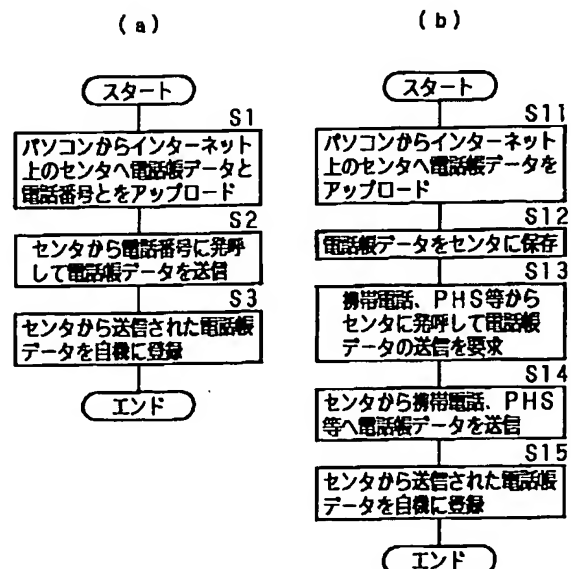 (a)
スタート
S1
パソコンからインターネット
上のセンタへ電話帳データと
電話番号とをアップロード
S2
センタから電話番号に発呼
して電話帳データを送信
S3
センタから送信された電話帳
データを自機に登録
エンド
(b)
スタート
S11
パソコンからインターネット
上のセンタへ電話帳データを
アップロード
S12
電話帳データをセンタに保存
S13
携帯電話、PHS等から
センタに発呼して電話帳
データの送信を要求
S14
センタから携帯電話、PHS
等へ電話帳データを送信
S15
センタから送信された電話帳
データを自機に登録
エンド